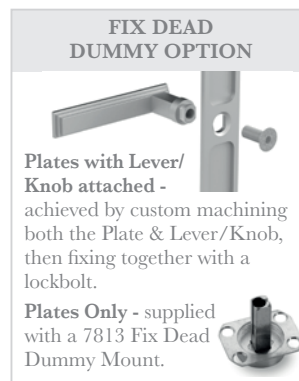 FIX DEAD
DUMMY OPTION
Plates with Lever/
Knob attached -
achieved by custom machining
both the Plate & Lever/Knob,
then fixing together with a
lockbolt.
Plates Only - supplied
with a 7813 Fix Dead
Dummy Mount.